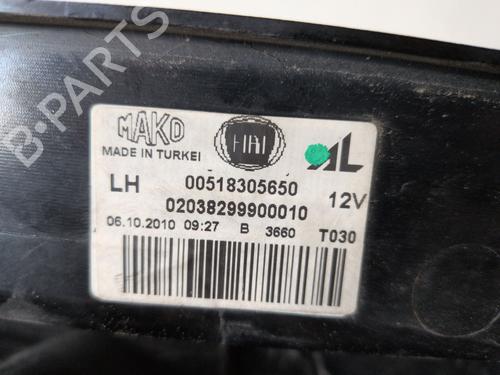 B-PARTS
MAKO
MADE IN TURKEI
FIAT
AL
LH 00518305650 12V
02038299900010
06.10.2010 09:27 B 3660 T030